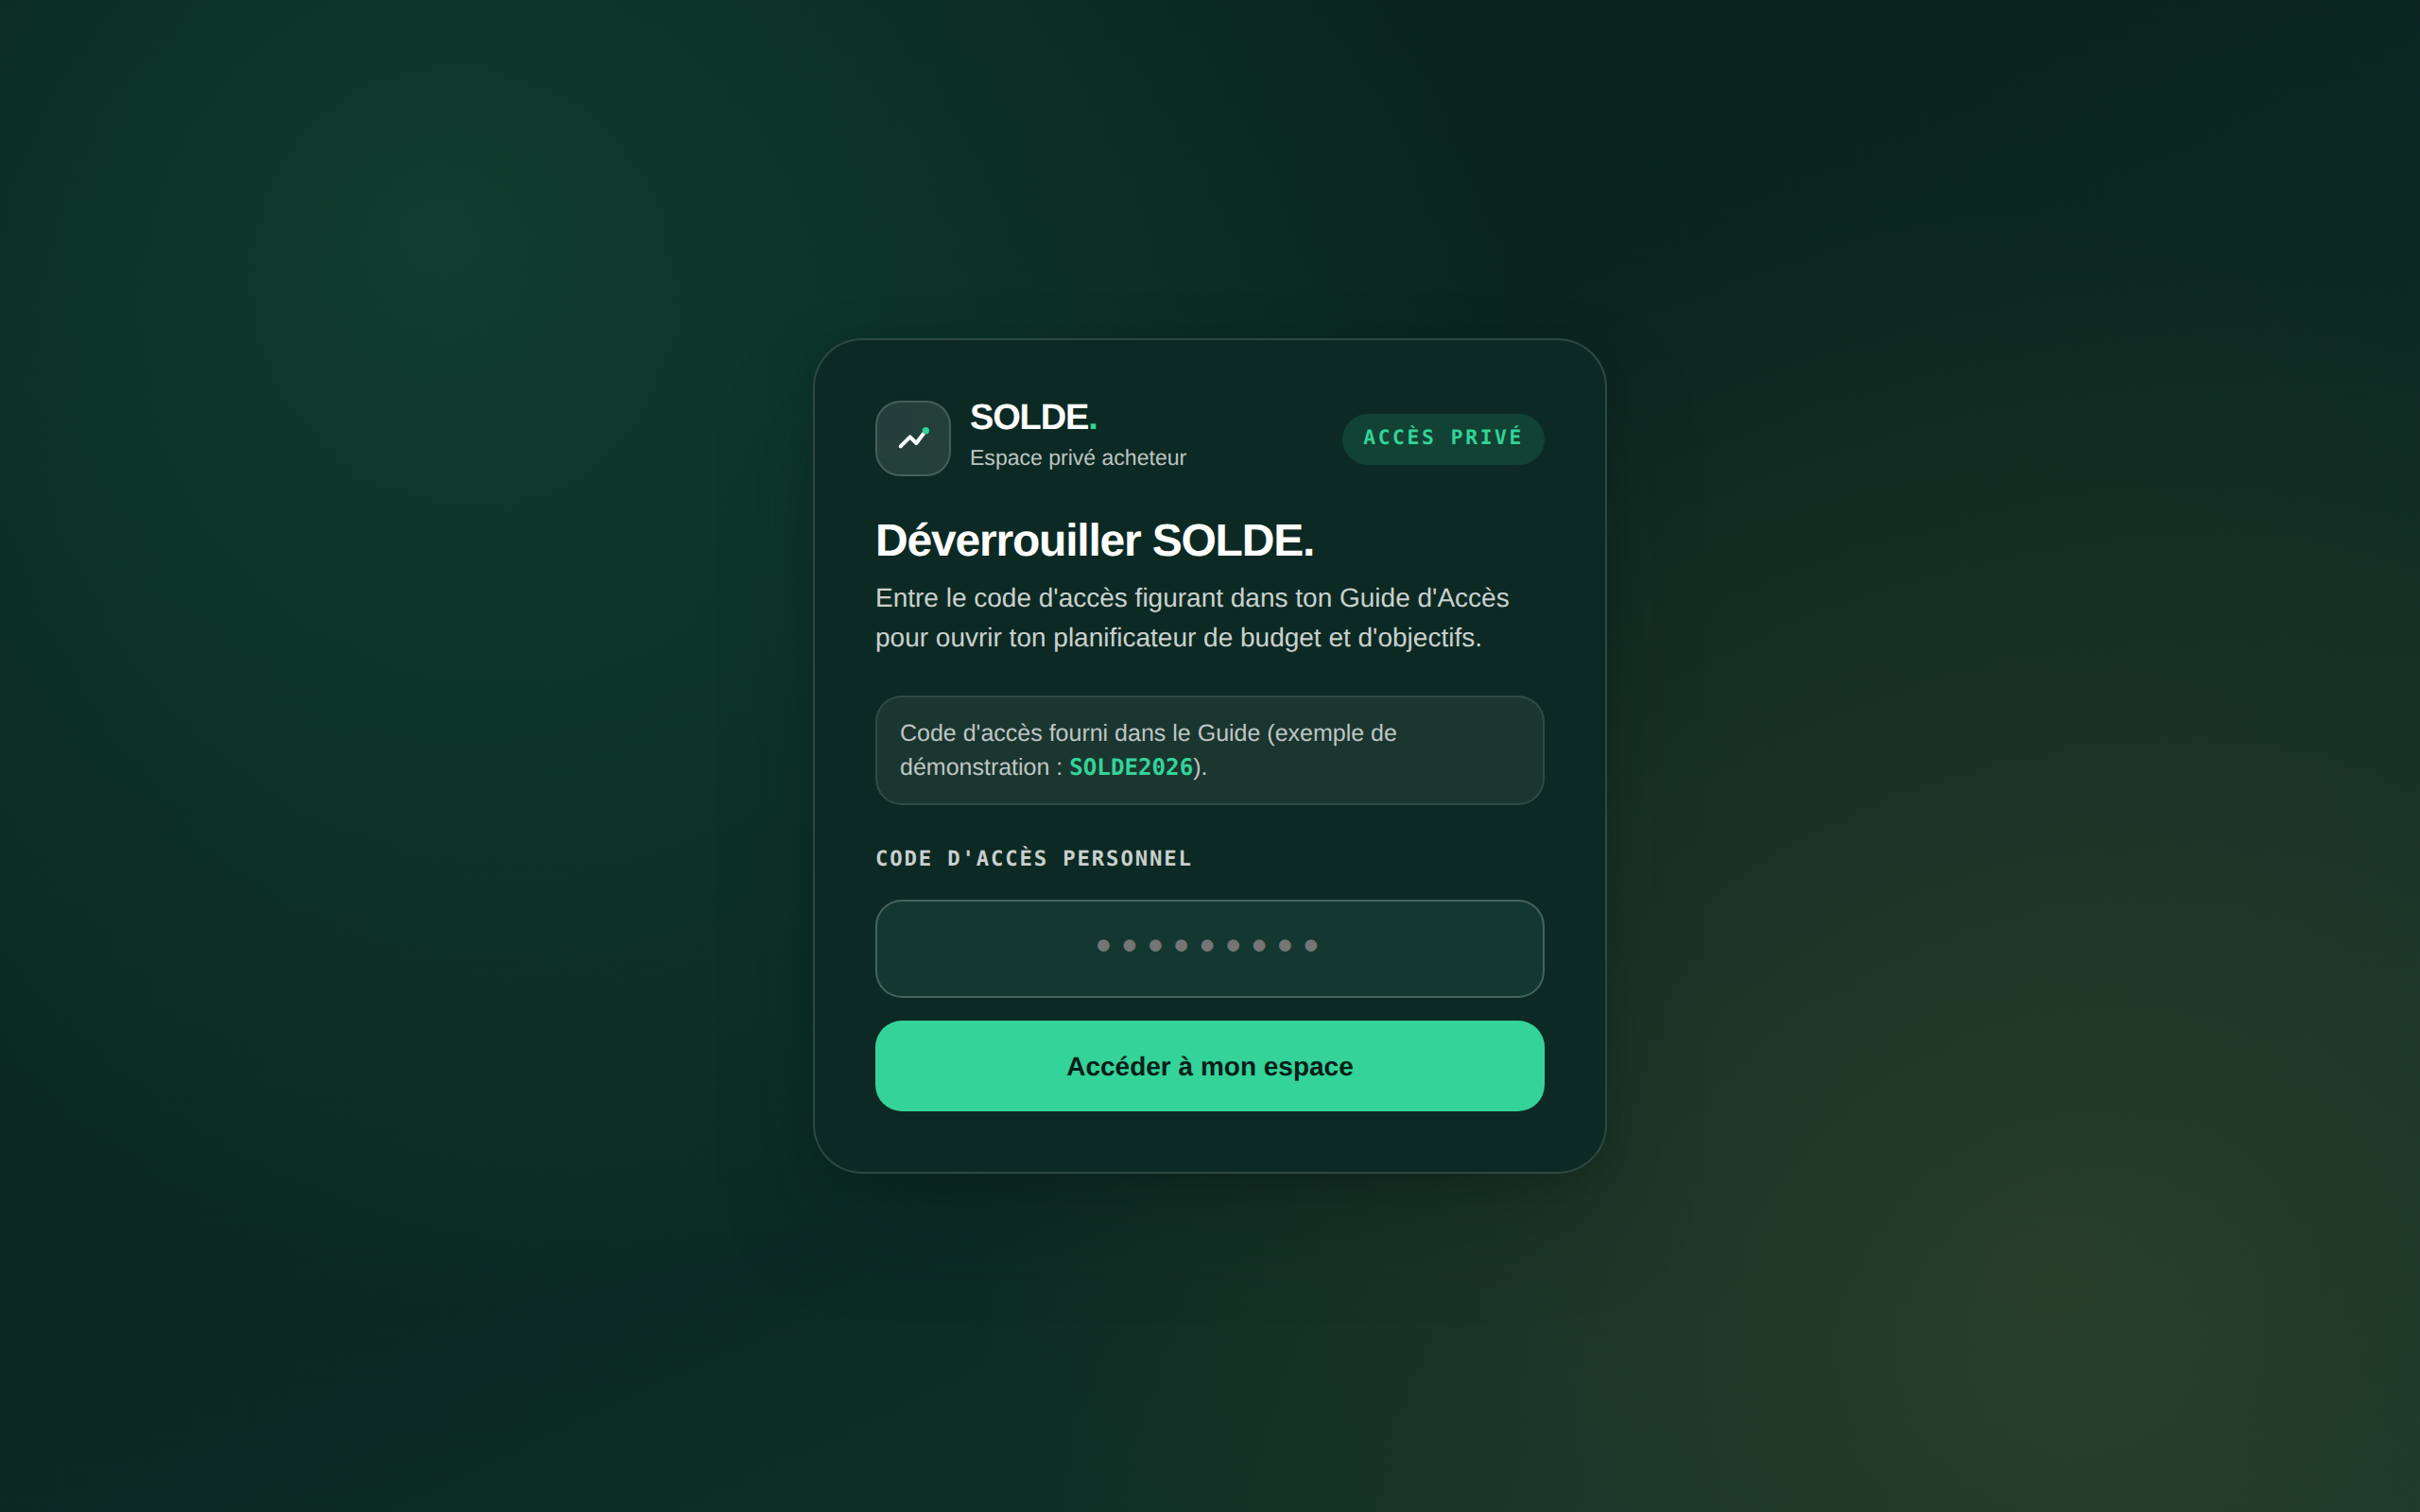 SOLDE.
Espace privé acheteur
ACCÈS PRIVÉ
Déverrouiller SOLDE.
Entre le code d'accès figurant dans ton Guide d'Accès
pour ouvrir ton planificateur de budget et d'objectifs.
Code d'accès fourni dans le Guide (exemple de
démonstration : SOLDE2026).
CODE D'ACCÈS PERSONNEL
•••••••••
Accéder à mon espace